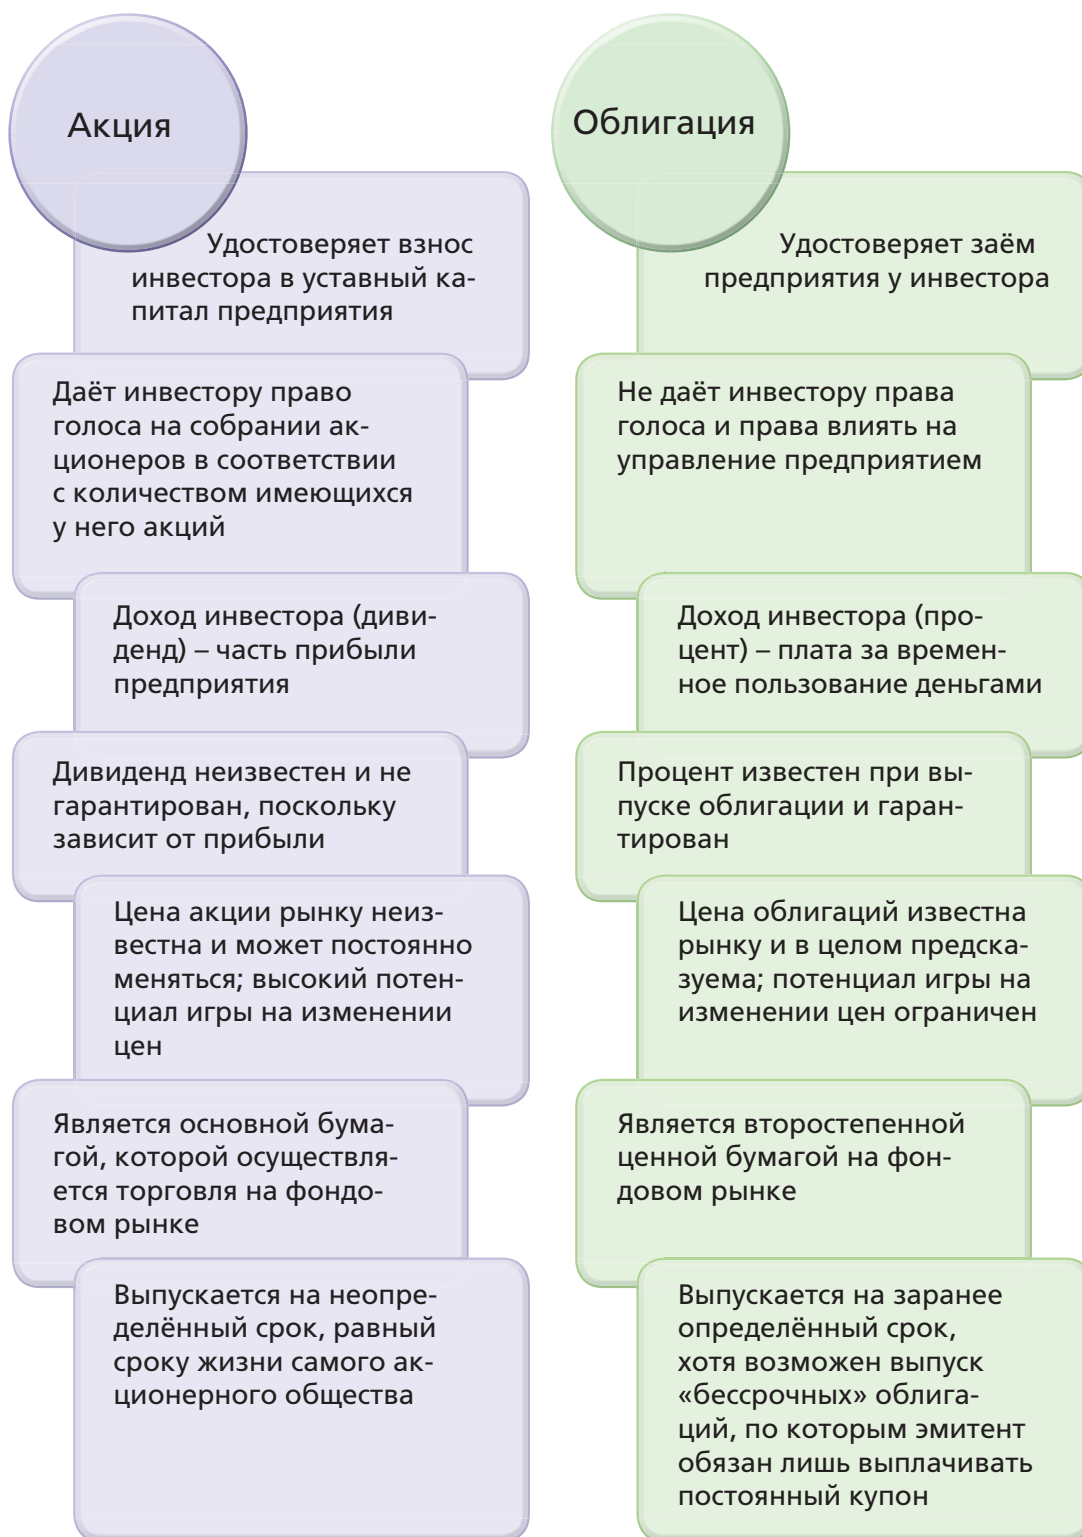 Акция
Удостоверяет взнос
инвестора в уставный ка-
питал предприятия
Даёт инвестору право
голоса на собрании ак-
ционеров в соответствии
с количеством имеющихся
у него акций
Доход инвестора (диви-
денд) – часть прибыли
предприятия
Дивиденд неизвестен и не
гарантирован, поскольку
зависит от прибыли
Цена акции рынку неиз-
вестна и может постоянно
меняться; высокий потен-
циал игры на изменении
цен
Является основной бума-
гой, которой осуществля-
ется торговля на фондо-
вом рынке
Выпускается на неопре-
делённый срок, равный
сроку жизни самого ак-
ционерного общества
Облигация
Удостоверяет заём
предприятия у инвестора
Не даёт инвестору права
голоса и права влиять на
управление предприятием
Доход инвестора (про-
цент) – плата за времен-
ное пользование деньгами
Процент известен при вы-
пуске облигации и гаран-
тирован
Цена облигаций известна
рынку и в целом предска-
зуема; потенциал игры на
изменении цен ограничен
Является второстепенной
ценной бумагой на фон-
довом рынке
Выпускается на заранее
определённый срок,
хотя возможен выпуск
«бессрочных» облига-
ций, по которым эмитент
обязан лишь выплачивать
постоянный купон